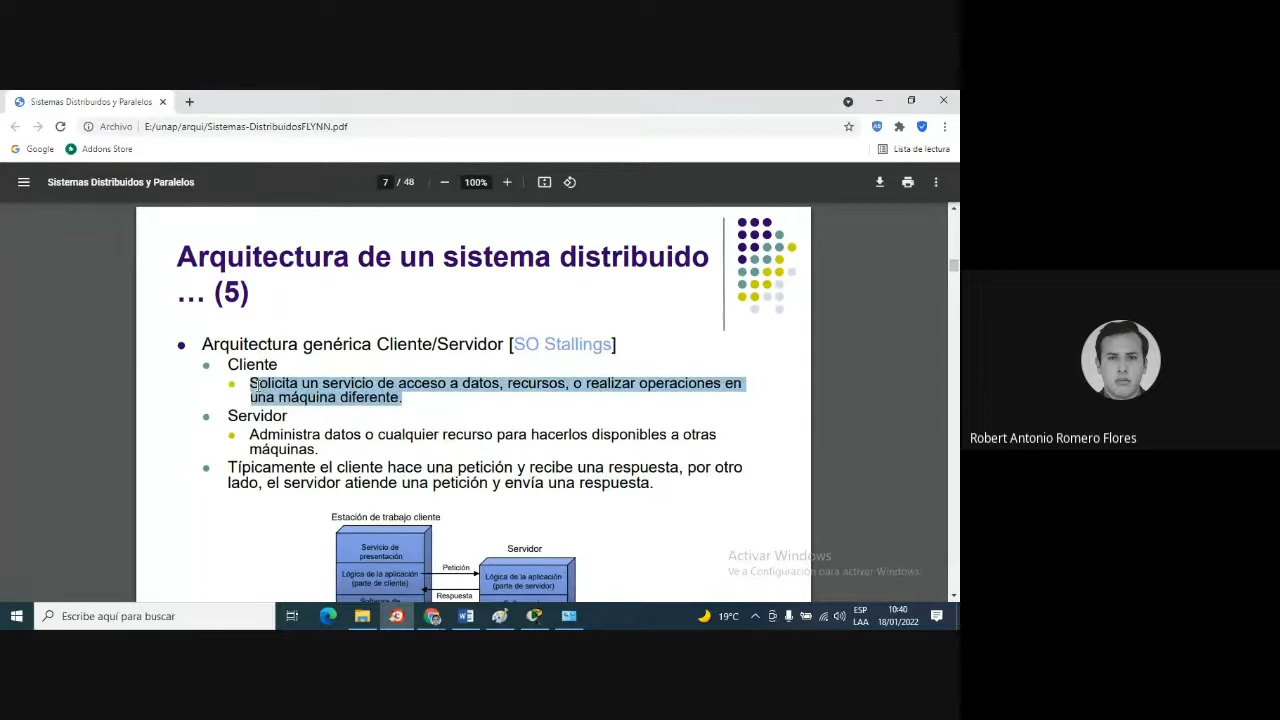 Sistemas Distribuidos y Paralelos
Archivo E:/unap/arqui/Sistemas-DistribuidosFLYNN.pdf
Google Addons Store Lista de lectura
Sistemas Distribuidos y Paralelos 7 / 48 100%
Arquitectura de un sistema distribuido
… (5)
Arquitectura genérica Cliente/Servidor [SO Stallings]
Cliente
Solicita un servicio de acceso a datos, recursos, o realizar operaciones en
una máquina diferente.
Servidor
Administra datos o cualquier recurso para hacerlos disponibles a otras
máquinas.
Típicamente el cliente hace una petición y recibe una respuesta, por otro
lado, el servidor atiende una petición y envía una respuesta.
Estación de trabajo cliente
Servicio de
presentación
Lógica de la aplicación
(parte de cliente)
Petición
Respuesta
Servidor
Lógica de la aplicación
(parte de servidor)
Activar Windows
Ve a Configuración para activar Windows.
Escribe aquí para buscar
19°C
ESP
LAA
10:40
18/01/2022
Robert Antonio Romero Flores